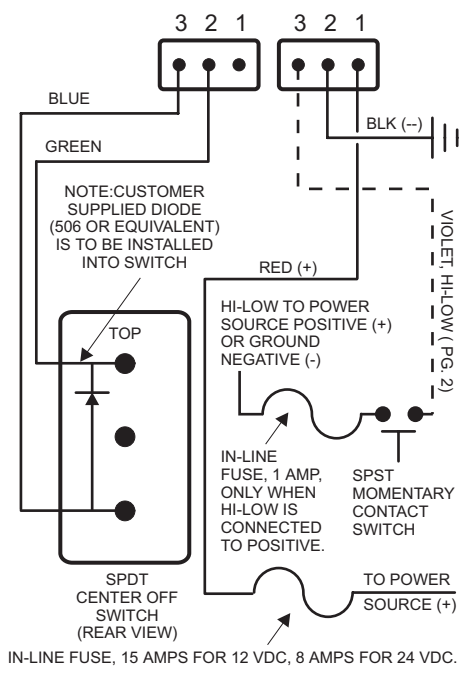 3 2 1
3 2 1
BLUE
BLK (--)
GREEN
NOTE:CUSTOMER
SUPPLIED DIODE
(506 OR EQUIVALENT)
IS TO BE INSTALLED
INTO SWITCH
VIOLET, HI-LOW ( PG. 2)
RED (+)
HI-LOW TO POWER
SOURCE POSITIVE (+)
OR GROUND
NEGATIVE (-)
TOP
IN-LINE
FUSE, 1 AMP,
ONLY WHEN
HI-LOW IS
CONNECTED
TO POSITIVE.
SPST
MOMENTARY
CONTACT
SWITCH
SPDT
CENTER OFF
SWITCH
(REAR VIEW)
TO POWER
SOURCE (+)
IN-LINE FUSE, 15 AMPS FOR 12 VDC, 8 AMPS FOR 24 VDC.